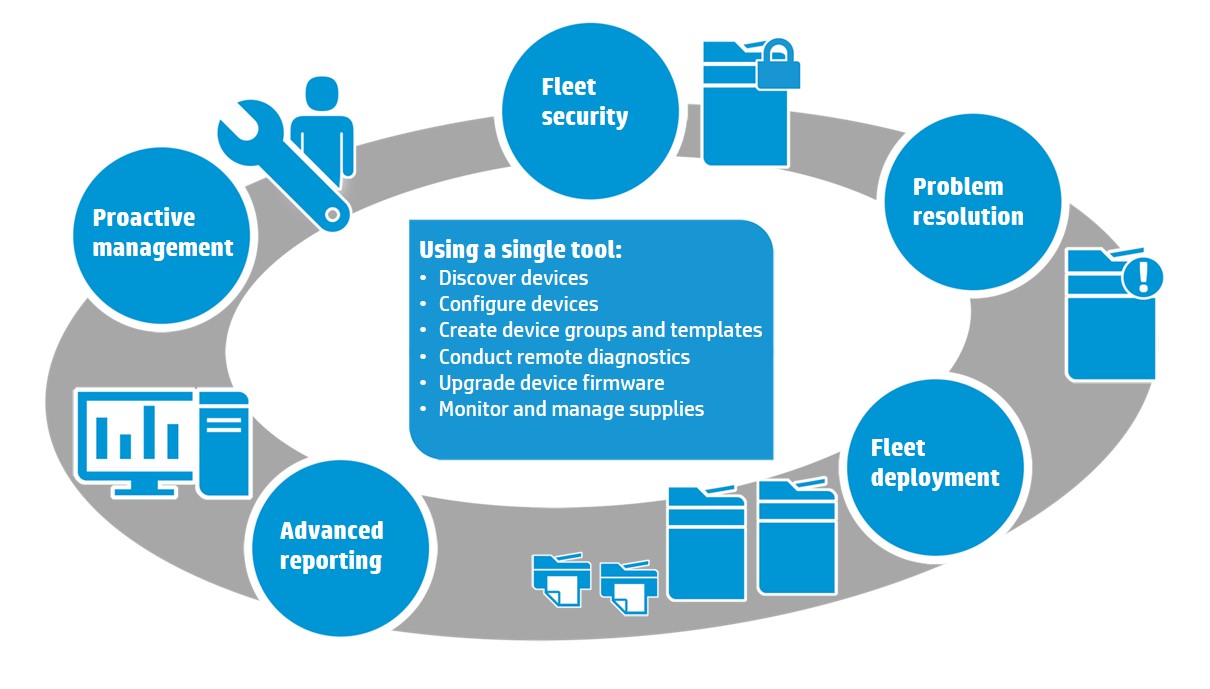 Fleet
security
Problem
resolution
Proactive
management
Using a single tool:
• Discover devices
• Configure devices
• Create device groups and templates
• Conduct remote diagnostics
• Upgrade device firmware
• Monitor and manage supplies
!
Fleet
deployment
Advanced
reporting